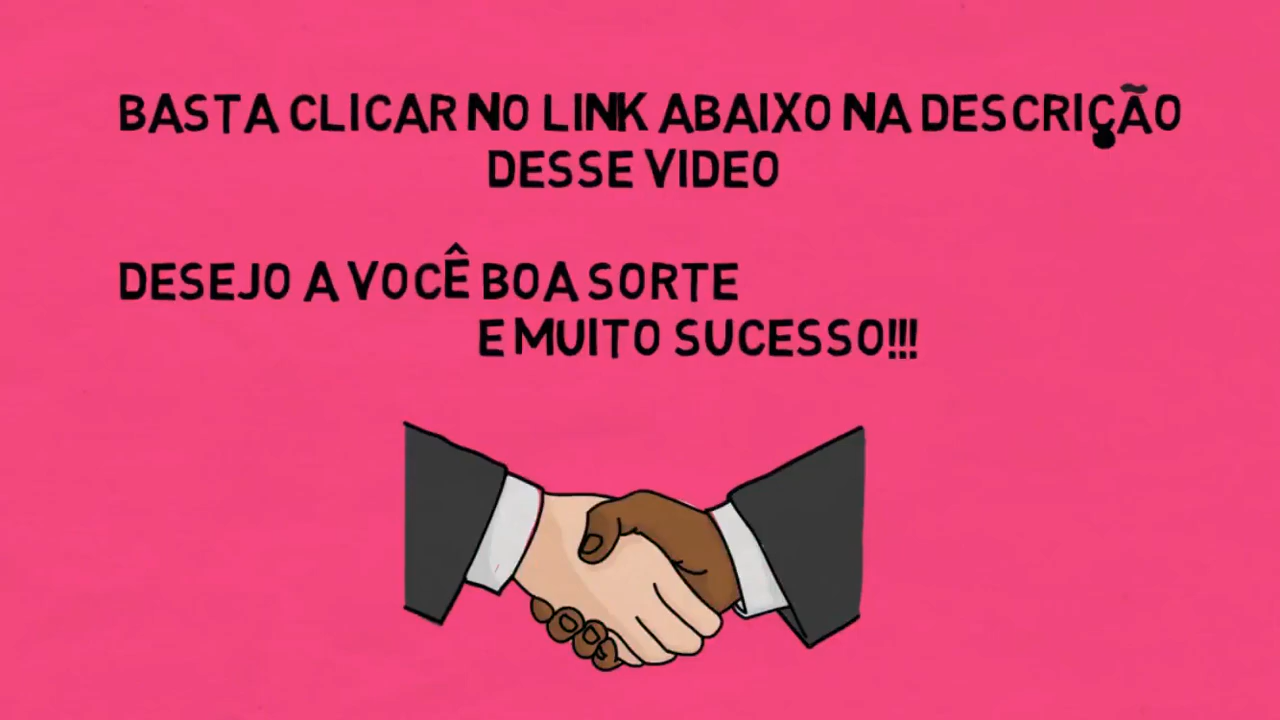 BASTA CLICAR NO LINK ABAIXO NA DESCRIÇÃO
DESSE VIDEO
DESEJO A VOCÊ BOA SORTE
E MUITO SUCESSO!!!